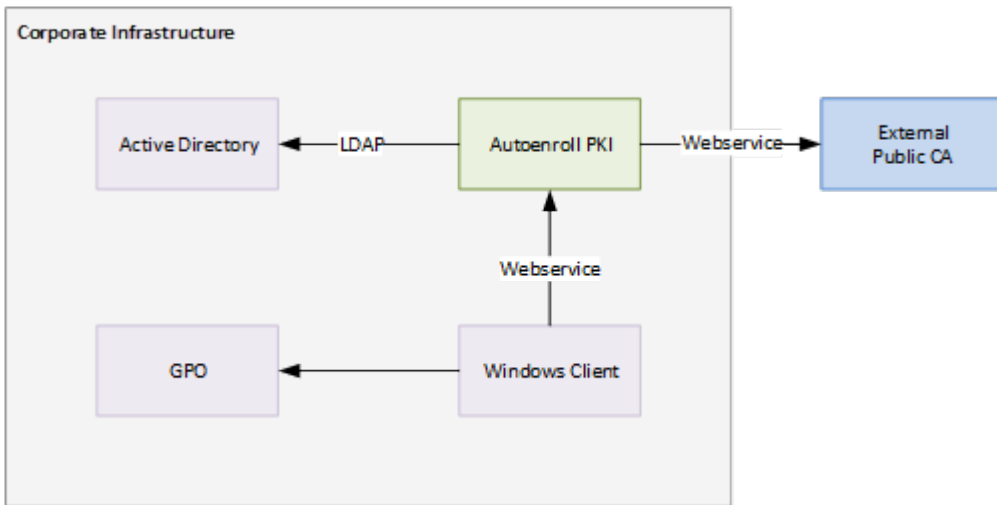 Corporate Infrastructure
Active Directory
LDAP
Autoenroll PKI
Webservice
External
Public CA
Webservice
GPO
Windows Client